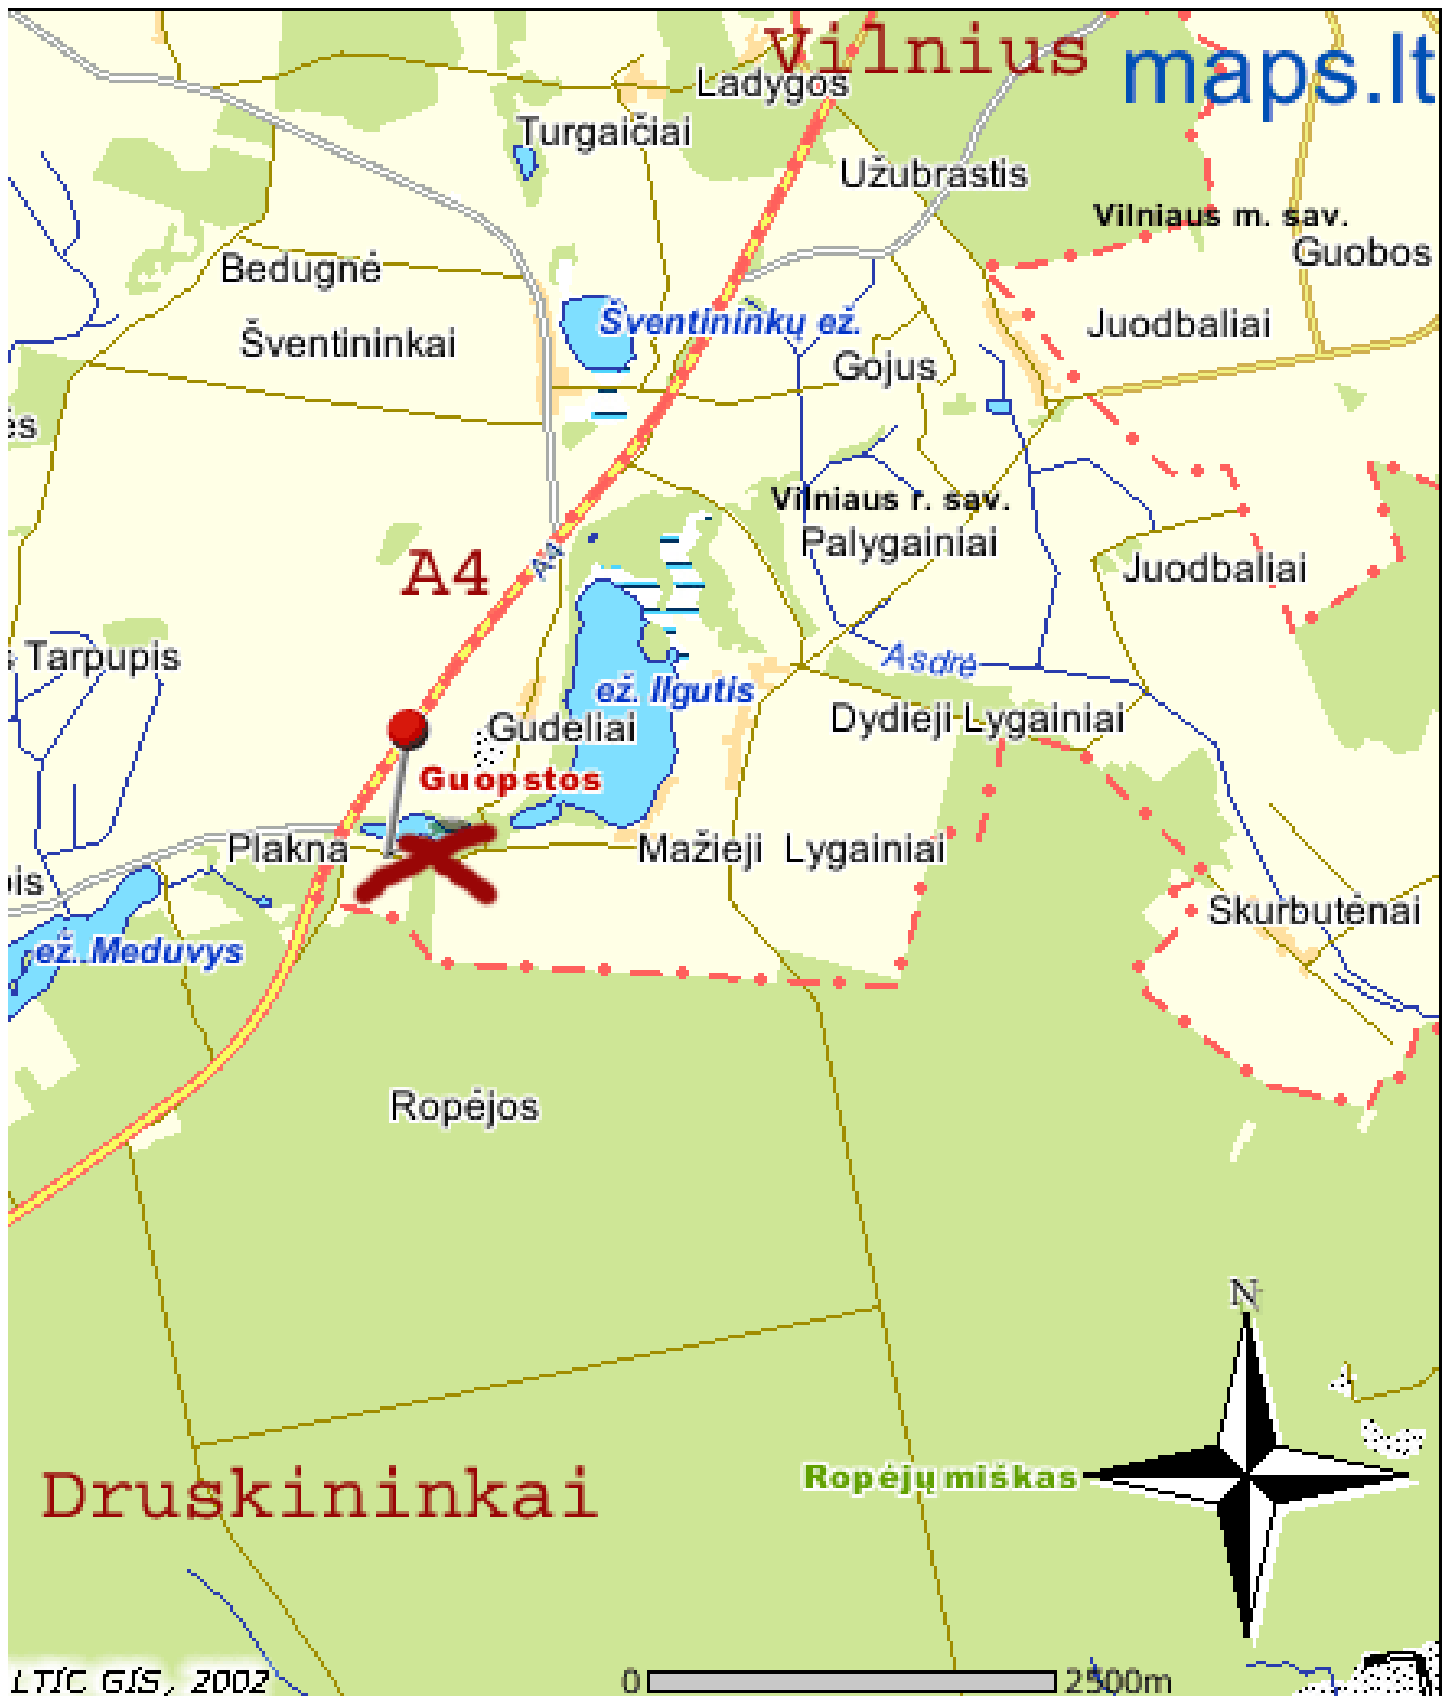 Vilnius
maps.lt
Ladygos
Turgaičiai
Užubrastis
Vilniaus m. sav.
Guobos
Bedugnė
Šventininkų ež.
Juodbaliai
Šventininkai
Gojus
ės
Vilniaus r. sav.
Palygainiai
A4
A4
Juodbaliai
Tarpupis
Asdrė
ež. Ilgutis
Gudeliai
Dydieji Lygainiai
Guopstos
Plakna
Mažieji Lygainiai
is
Skurbutėnai
ež. Meduvys
Ropėjos
N
Ropėjų miškas
Druskininkai
LTIC GIS, 2002
0
2500m